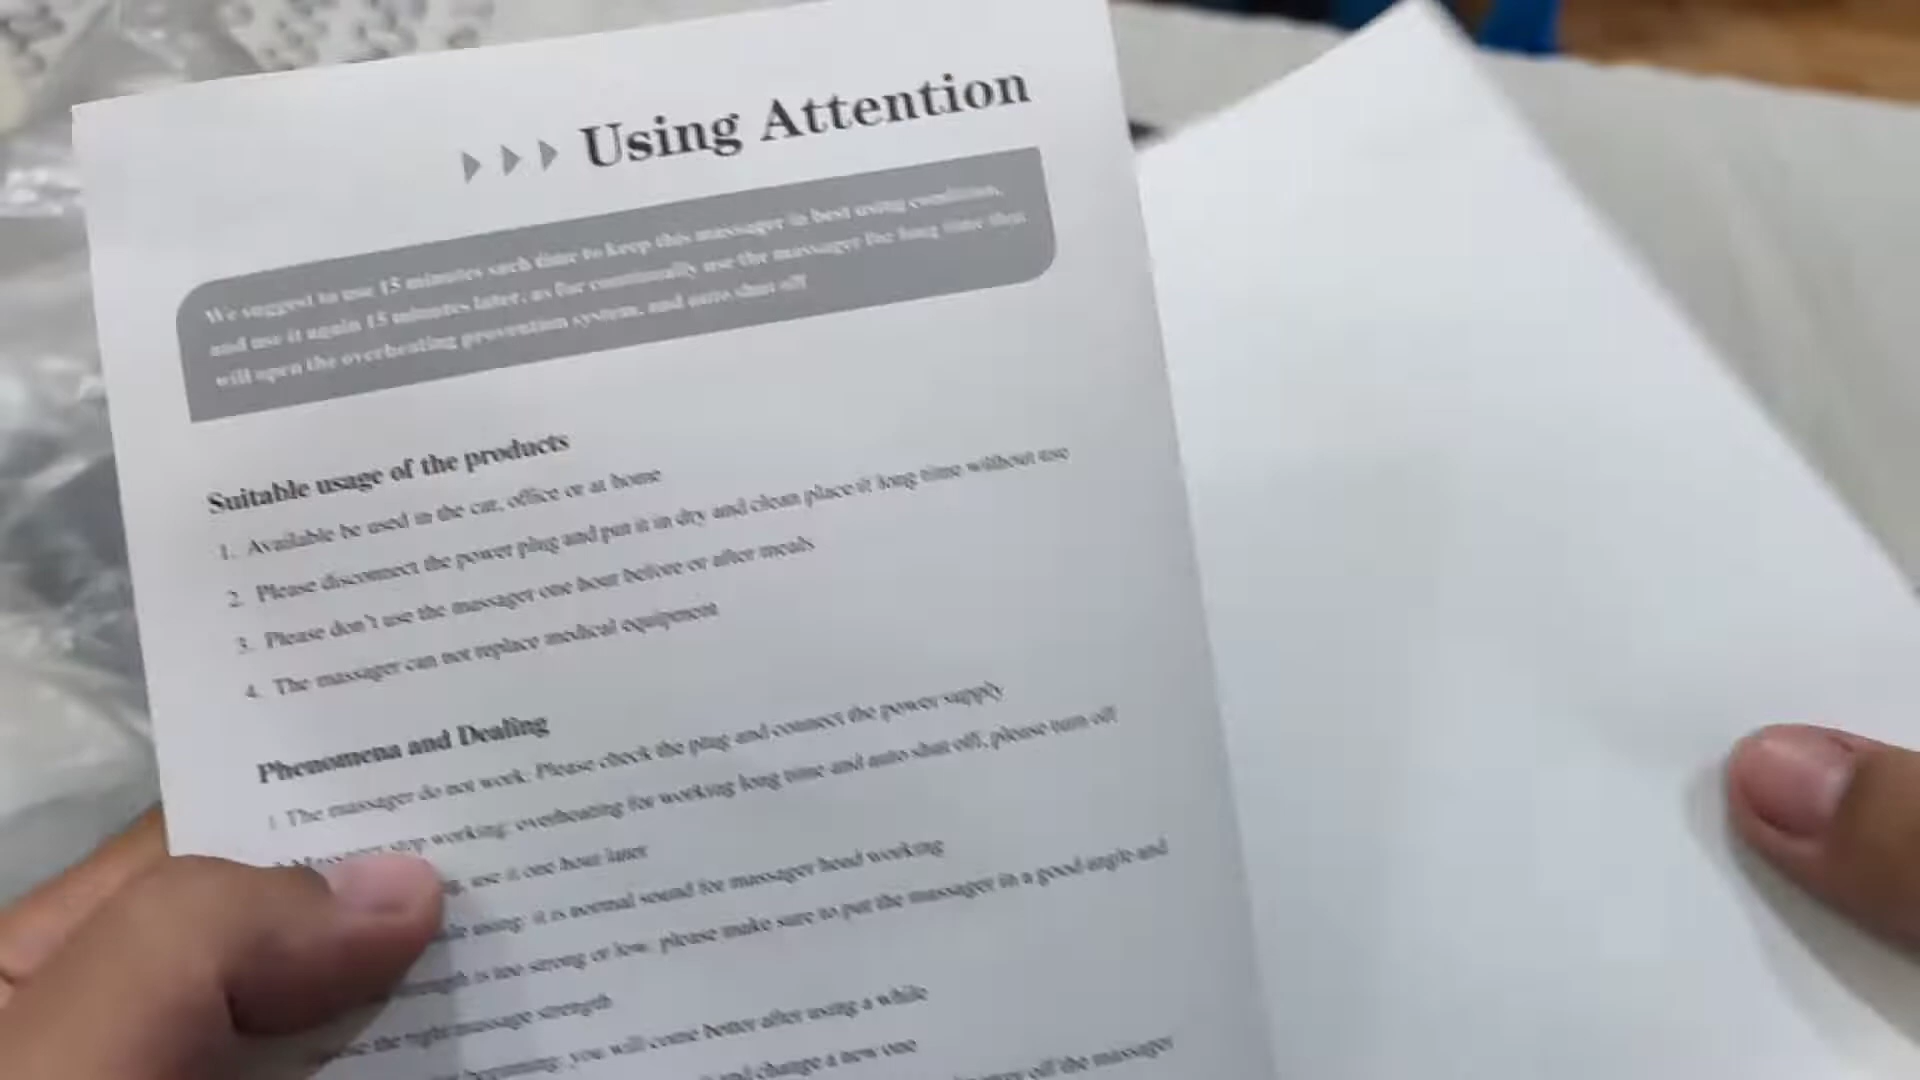 Using Attention
We suggest to use 15 minutes each time to keep this massager in best using condition,
and use it again 15 minutes later; as for continually use the massager for long time that
will open the overheating prevention system, and auto shut off
Suitable usage of the products
1. Available be used in the car, office or at home
2. Please disconnect the power plug and put it in dry and clean place if long time without use
3. Please don't use the massager one hour before or after meals
4. The massager can not replace medical equipment
Phenomena and Dealing
1 The massager do not work: Please check the plug and connect the power supply
stop working: overheating for working long time and auto shut off, please turn off
use it one hour later
using: it is normal sound for massager head working
is too strong or low: please make sure to put the massager in a good angle and
the right massage strength
beginning: you will come better after using a while
and change a new one
off the massager